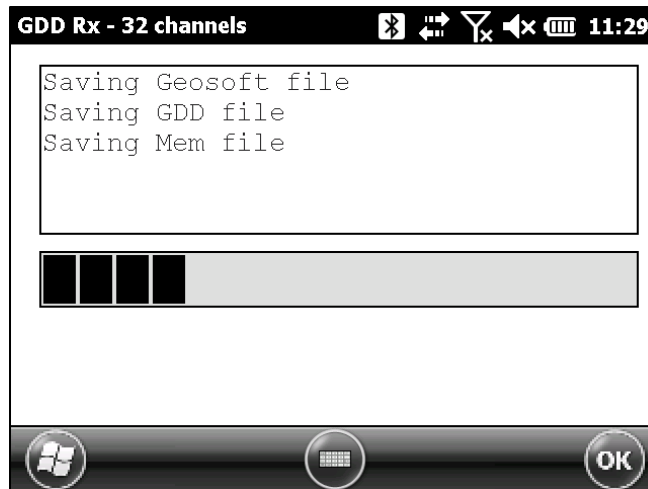 GDD Rx - 32 channels 11:29
Saving Geosoft file
Saving GDD file
Saving Mem file
OK